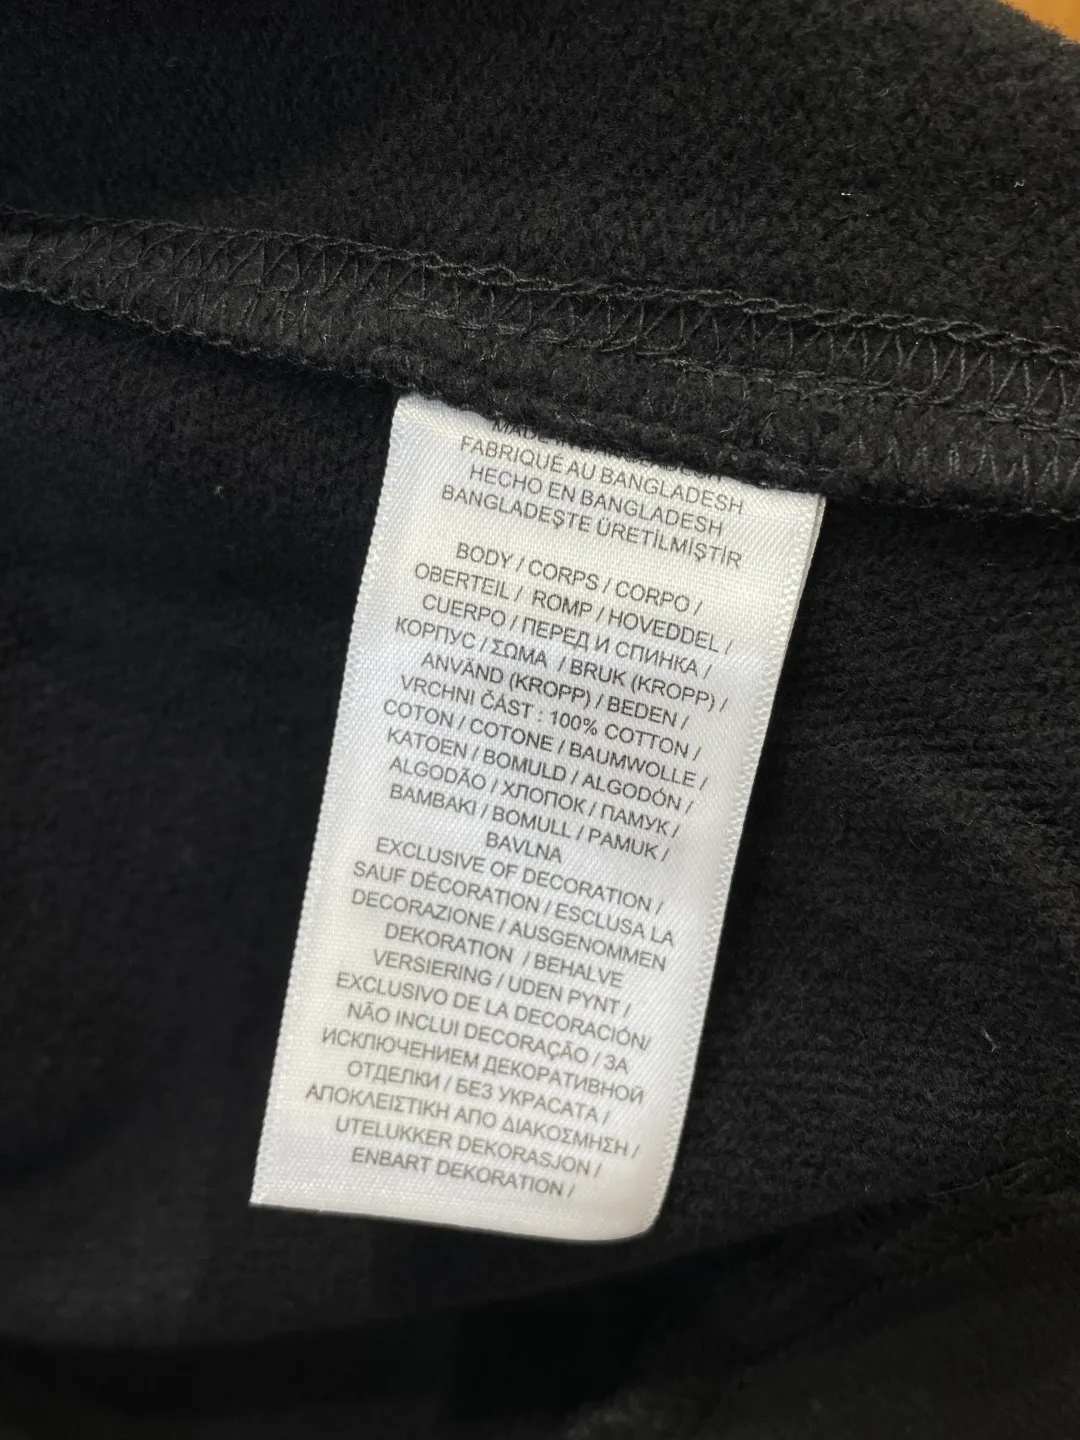 FABRIQUÉ AU BANGLADESH
HECHO EN BANGLADESH
BANGLADEŞTE ÜRETİLMİŞTİR
BODY / CORPS / CORPO /
OBERTEIL / ROMP / HOVEDDEL /
CUERPO / ПЕРЕД И СПИНКА /
КОРПУС / ΣΩΜΑ / BRUK (KROPP) /
ANVÄND (KROPP) / BEDEN /
VRCHNI ČÁST : 100% COTTON /
COTON / COTONE / BAUMWOLLE /
KATOEN / BOMULD / ALGODÓN /
ALGODÃO / ХЛОПОК / ПАМУК /
BAMBAKI / BOMULL / PAMUK /
BAVLNA
EXCLUSIVE OF DECORATION /
SAUF DÉCORATION / ESCLUSA LA
DECORAZIONE / AUSGENOMMEN
DEKORATION / BEHALVE
VERSIERING / UDEN PYNT /
EXCLUSIVO DE LA DECORACIÓN/
NÃO INCLUI DECORAÇÃO / ЗА
ИСКЛЮЧЕНИЕМ ДЕКОРАТИВНОЙ
ОТДЕЛКИ / БЕЗ УКРАСАТА /
ΑΠΟΚΛΕΙΣΤΙΚΗ ΑΠΟ ΔΙΑΚΟΣΜΗΣΗ /
UTELUKKER DEKORASJON /
ENBART DEKORATION /